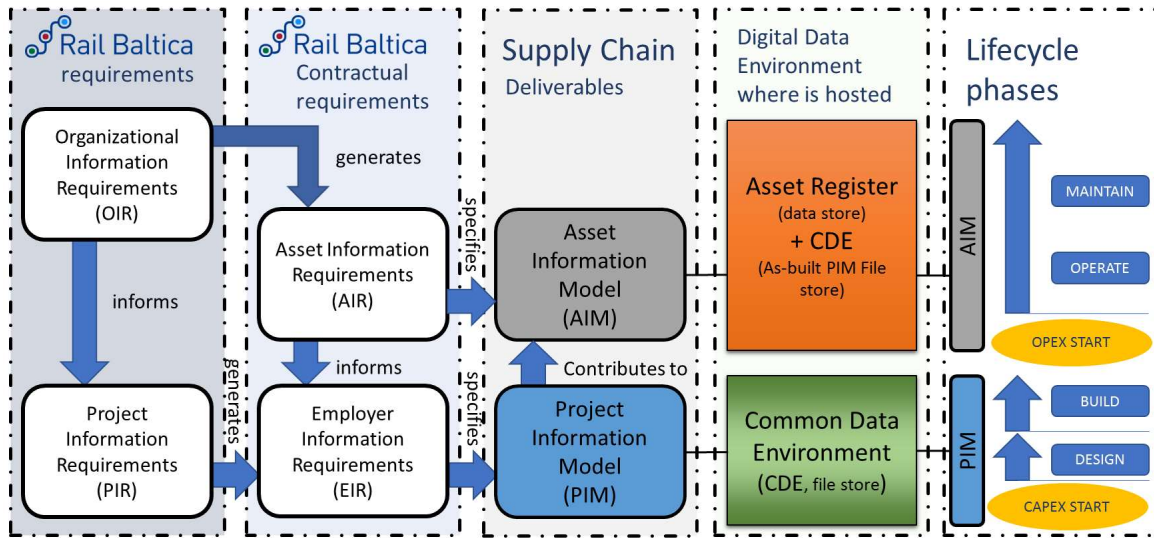 Rail Baltica
requirements
Organizational
Information
Requirements
(OIR)
informs
Project
Information
Requirements
(PIR)
generates
Rail Baltica
Contractual
requirements
generates
Asset Information
Requirements
(AIR)
informs
Employer
Information
Requirements
(EIR)
specifies
specifies
Supply Chain
Deliverables
Asset
Information
Model
(AIM)
Contributes to
Project
Information
Model
(PIM)
Digital Data
Environment
where is hosted
Asset Register
(data store)
+ CDE
(As-built PIM File
store)
Common Data
Environment
(CDE, file store)
Lifecycle
phases
AIM
MAINTAIN
OPERATE
OPEX START
PIM
BUILD
DESIGN
CAPEX START